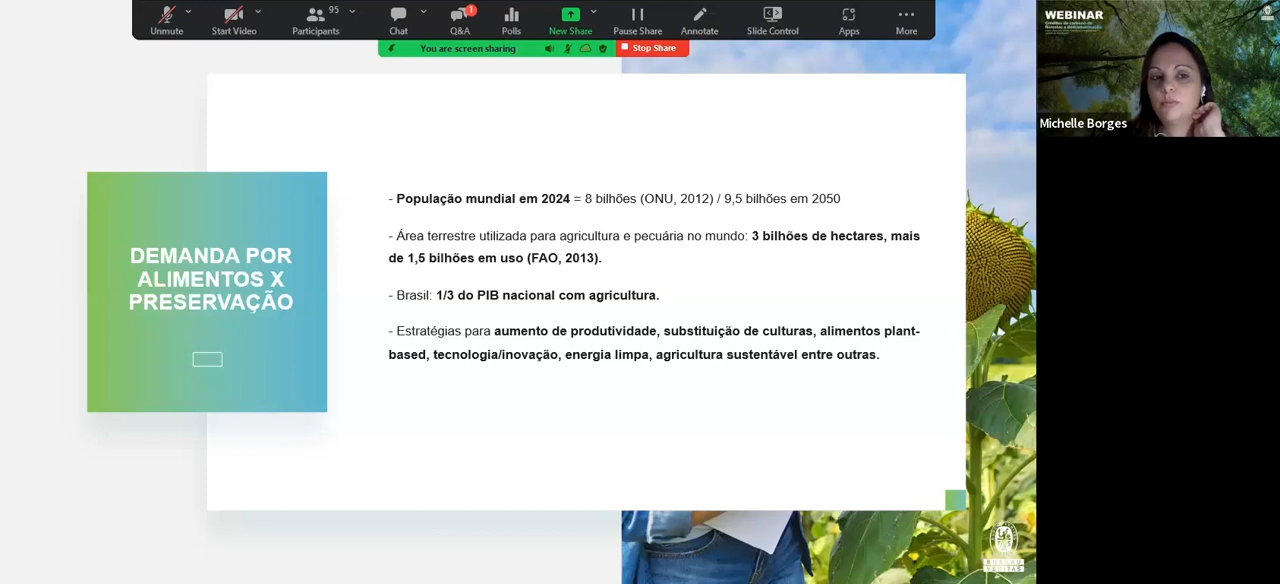 95
1
Unmute
Start Video
Participants
Chat
Q&A
Polls
New Share
Pause Share
Annotate
Slide Control
Apps
More
You are screen sharing
Stop Share
WEBINAR
Michelle Borges
DEMANDA POR
ALIMENTOS X
PRESERVAÇÃO
- População mundial em 2024 = 8 bilhões (ONU, 2012) / 9,5 bilhões em 2050
- Área terrestre utilizada para agricultura e pecuária no mundo: 3 bilhões de hectares, mais
de 1,5 bilhões em uso (FAO, 2013).
- Brasil: 1/3 do PIB nacional com agricultura.
- Estratégias para aumento de produtividade, substituição de culturas, alimentos plant-
based, tecnologia/inovação, energia limpa, agricultura sustentável entre outras.
BUREAU
VERITAS